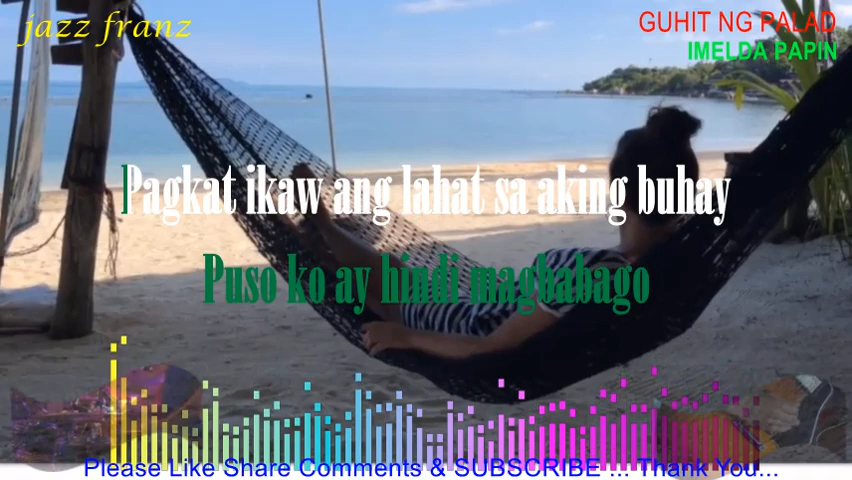 jazz franz
GUHIT NG PALAD
IMELDA PAPIN
Pagkat ikaw ang lahat sa aking buhay
Puso ko ay hindi magbabago
Please Like Share Comments & SUBSCRIBE ... Thank You...